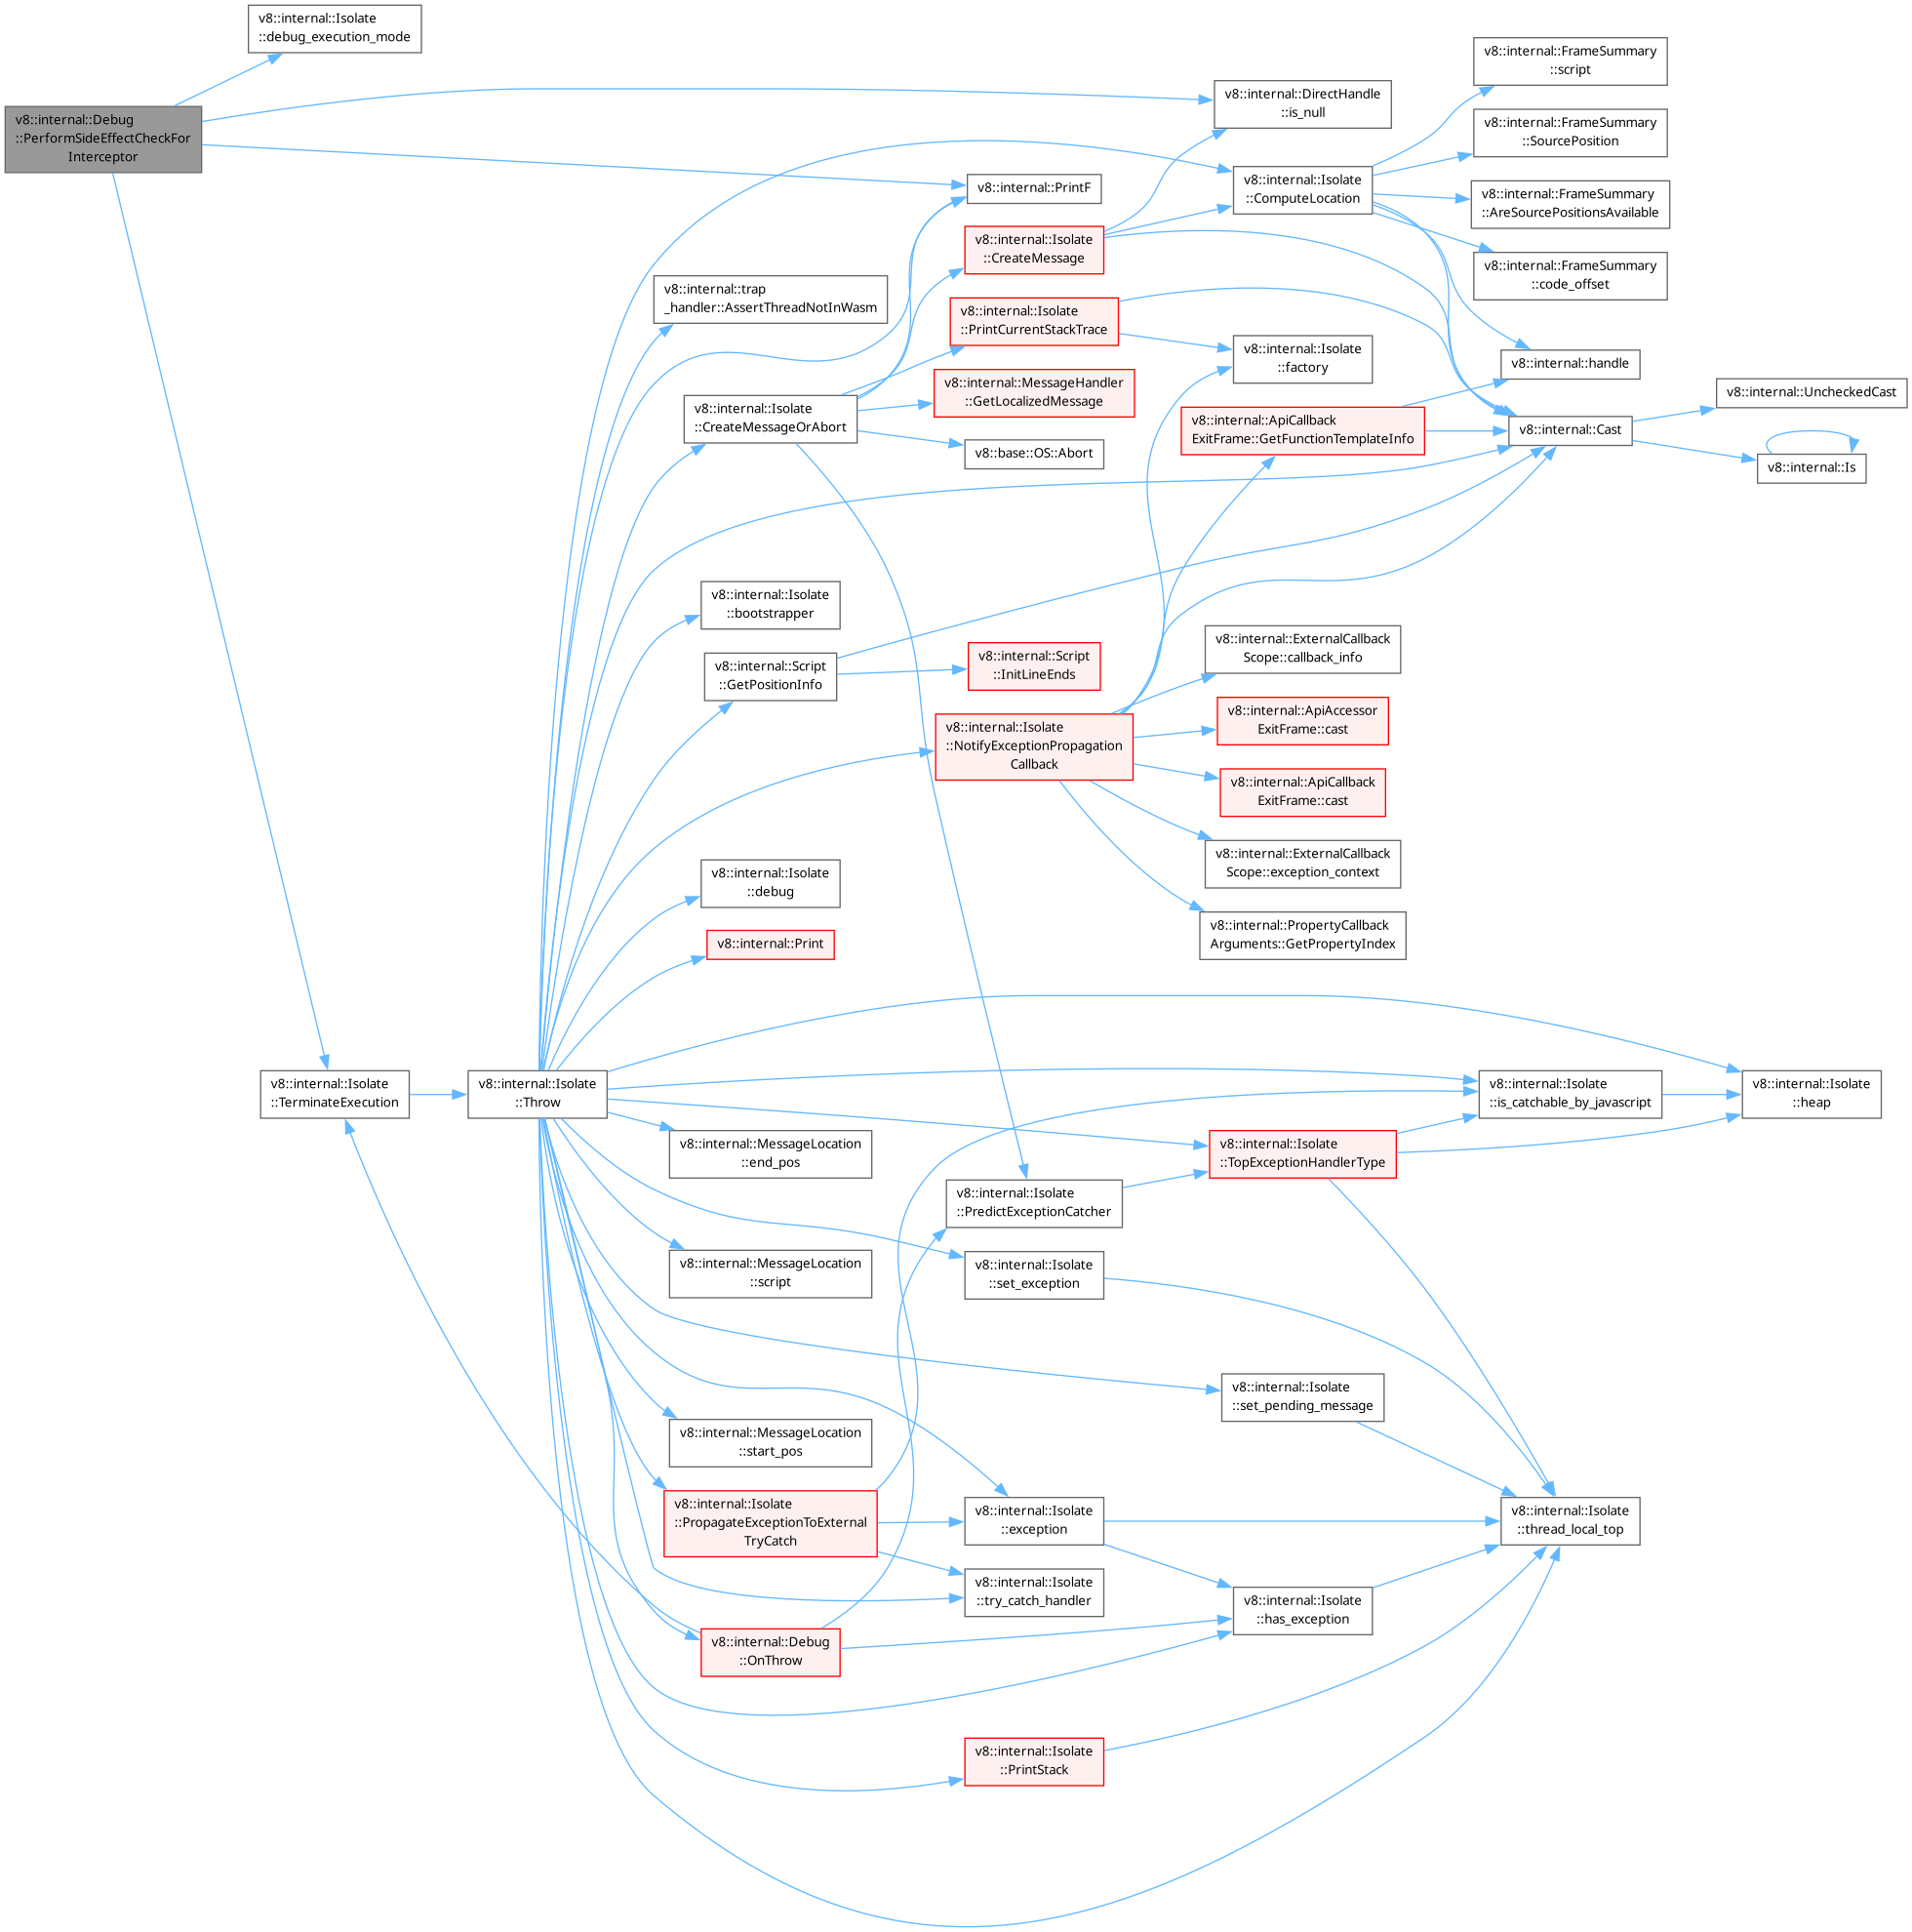 v8::internal::Debug
::PerformSideEffectCheckFor
Interceptor
v8::internal::Isolate
::debug_execution_mode
v8::internal::DirectHandle
::is_null
v8::internal::PrintF
v8::internal::Isolate
::TerminateExecution
v8::internal::Isolate
::Throw
v8::internal::trap
_handler::AssertThreadNotInWasm
v8::internal::Isolate
::CreateMessageOrAbort
v8::internal::Isolate
::bootstrapper
v8::internal::Script
::GetPositionInfo
v8::internal::Isolate
::debug
v8::internal::Print
v8::internal::MessageLocation
::end_pos
v8::internal::MessageLocation
::script
v8::internal::MessageLocation
::start_pos
v8::internal::Isolate
::PropagateExceptionToExternal
TryCatch
v8::internal::Debug
::OnThrow
v8::internal::Isolate
::CreateMessage
v8::internal::Isolate
::PrintCurrentStackTrace
v8::internal::MessageHandler
::GetLocalizedMessage
v8::base::OS::Abort
v8::internal::Script
::InitLineEnds
v8::internal::Isolate
::NotifyExceptionPropagation
Callback
v8::internal::Isolate
::PredictExceptionCatcher
v8::internal::Isolate
::set_exception
v8::internal::Isolate
::exception
v8::internal::Isolate
::try_catch_handler
v8::internal::Isolate
::PrintStack
v8::internal::Isolate
::ComputeLocation
v8::internal::Isolate
::factory
v8::internal::ApiCallback
ExitFrame::GetFunctionTemplateInfo
v8::internal::ExternalCallback
Scope::callback_info
v8::internal::ApiAccessor
ExitFrame::cast
v8::internal::ApiCallback
ExitFrame::cast
v8::internal::ExternalCallback
Scope::exception_context
v8::internal::PropertyCallback
Arguments::GetPropertyIndex
v8::internal::Isolate
::TopExceptionHandlerType
v8::internal::Isolate
::set_pending_message
v8::internal::Isolate
::has_exception
v8::internal::FrameSummary
::script
v8::internal::FrameSummary
::SourcePosition
v8::internal::FrameSummary
::AreSourcePositionsAvailable
v8::internal::FrameSummary
::code_offset
v8::internal::handle
v8::internal::Cast
v8::internal::Isolate
::is_catchable_by_javascript
v8::internal::Isolate
::thread_local_top
v8::internal::UncheckedCast
v8::internal::Is
v8::internal::Isolate
::heap